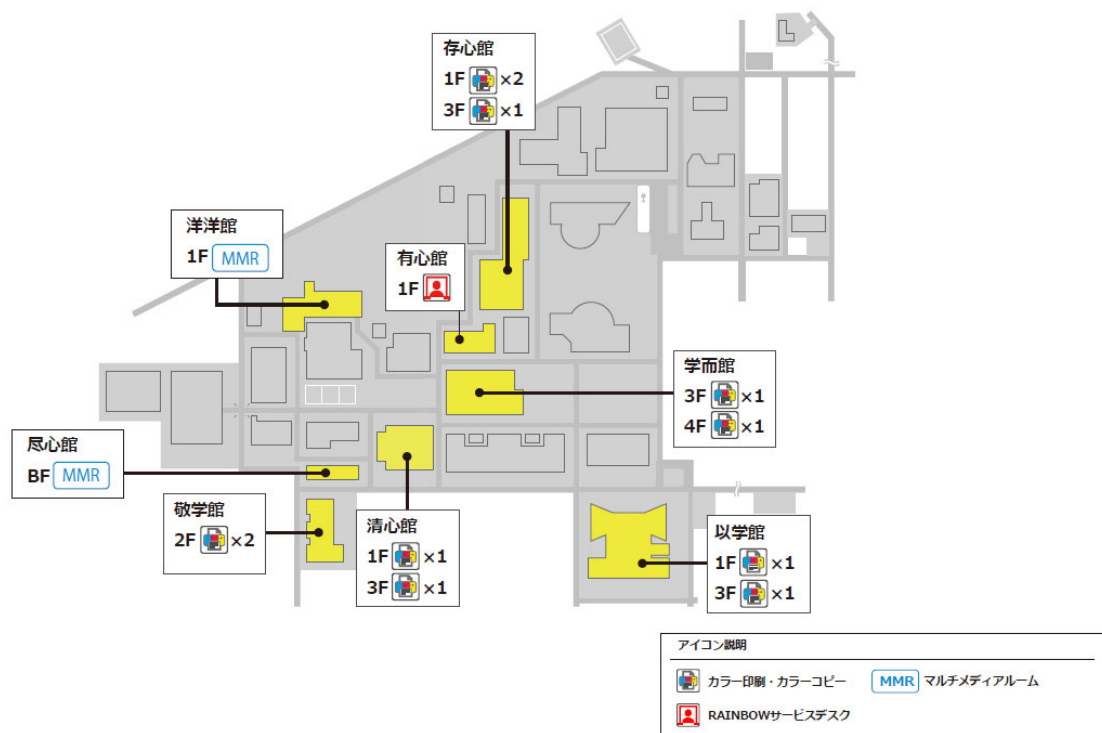 存心館
1F ×2
3F ×1
洋洋館
1F MMR
有心館
1F
学而館
3F ×1
4F ×1
尽心館
BF MMR
敬学館
2F ×2
清心館
1F ×1
3F ×1
以学館
1F ×1
3F ×1
アイコン説明
カラー印刷・カラーコピー
MMR マルチメディアルーム
RAINBOWサービスデスク